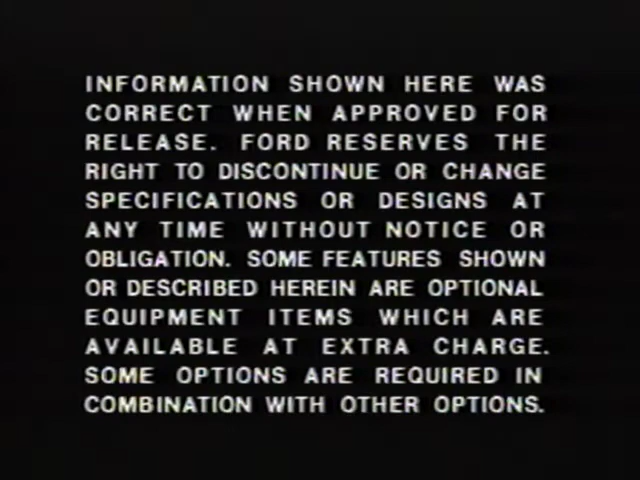 INFORMATION SHOWN HERE WAS
CORRECT WHEN APPROVED FOR
RELEASE. FORD RESERVES THE
RIGHT TO DISCONTINUE OR CHANGE
SPECIFICATIONS OR DESIGNS AT
ANY TIME WITHOUT NOTICE OR
OBLIGATION. SOME FEATURES SHOWN
OR DESCRIBED HEREIN ARE OPTIONAL
EQUIPMENT ITEMS WHICH ARE
AVAILABLE AT EXTRA CHARGE.
SOME OPTIONS ARE REQUIRED IN
COMBINATION WITH OTHER OPTIONS.